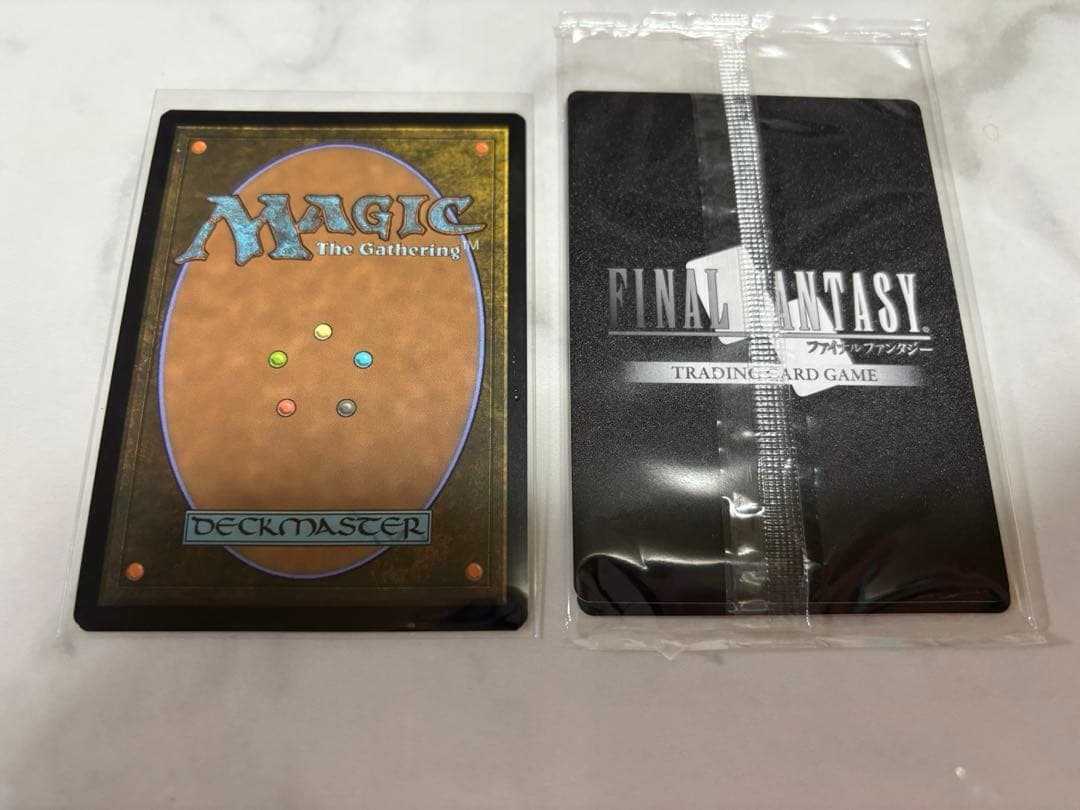 MAGIC
The Gathering™
DECKMASTER
FINAL FANTASY®
ファイナルファンタジー
TRADING CARD GAME